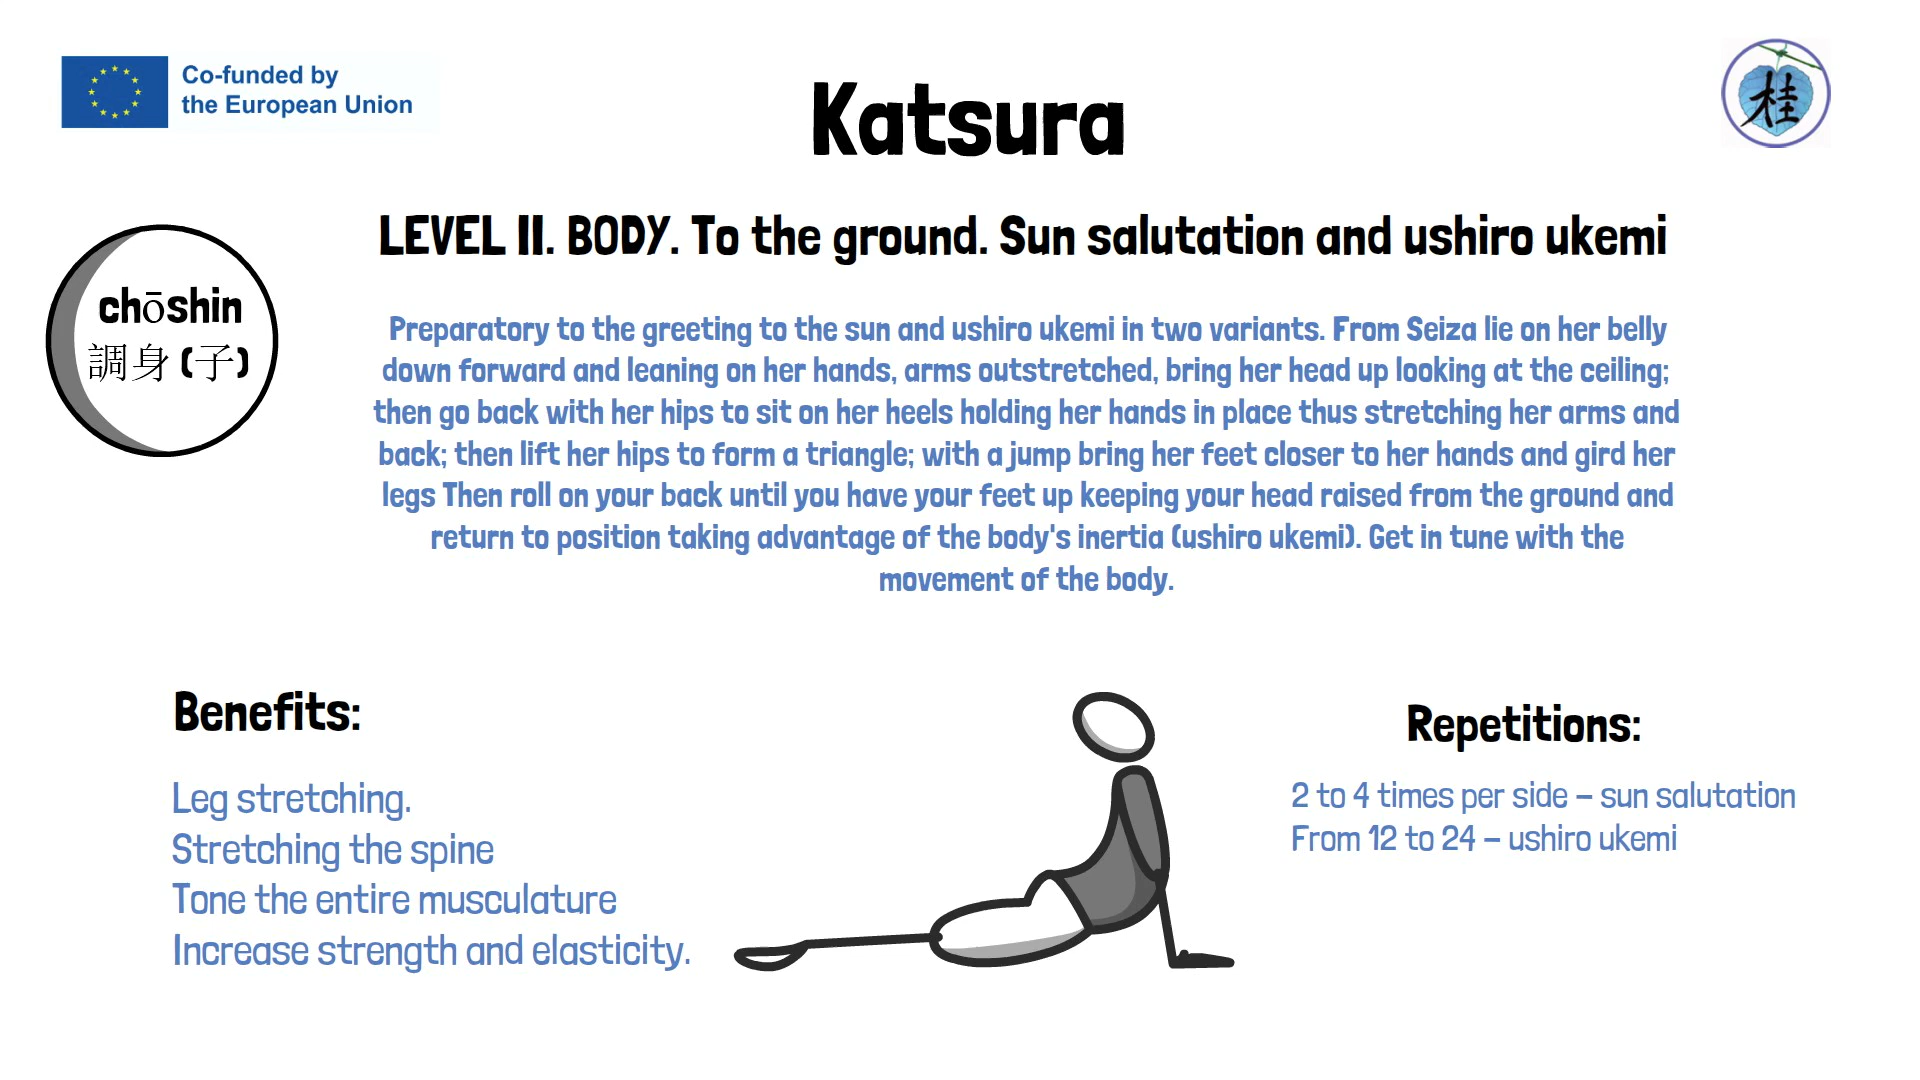 Co-funded by
the European Union
Katsura
桂
LEVEL II. BODY. To the ground. Sun salutation and ushiro ukemi
chōshin
調身 (子)
Preparatory to the greeting to the sun and ushiro ukemi in two variants. From Seiza lie on her belly
down forward and leaning on her hands, arms outstretched, bring her head up looking at the ceiling;
then go back with her hips to sit on her heels holding her hands in place thus stretching her arms and
back; then lift her hips to form a triangle; with a jump bring her feet closer to her hands and gird her
legs Then roll on your back until you have your feet up keeping your head raised from the ground and
return to position taking advantage of the body's inertia (ushiro ukemi). Get in tune with the
movement of the body.
Benefits:
Leg stretching.
Stretching the spine
Tone the entire musculature
Increase strength and elasticity.
Repetitions:
2 to 4 times per side – sun salutation
From 12 to 24 – ushiro ukemi